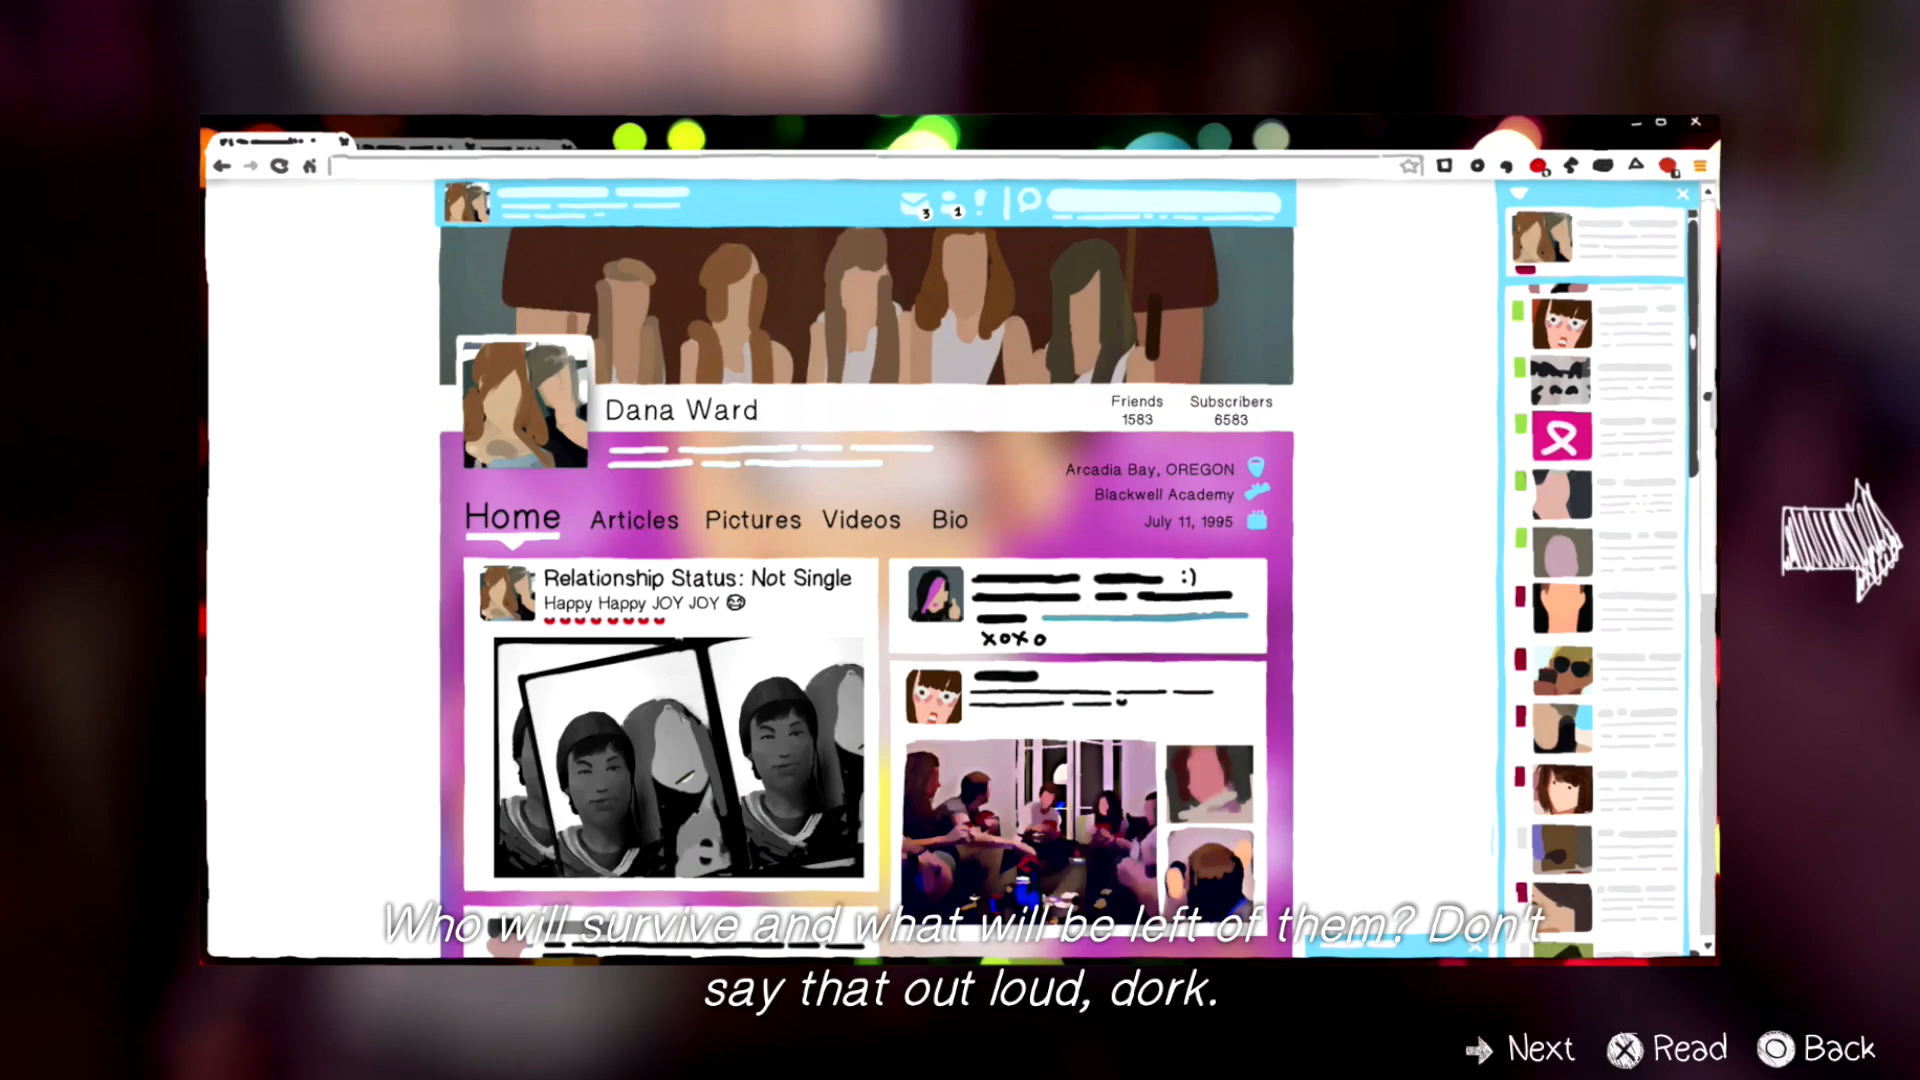 3
1
Dana Ward
Friends
1583
Subscribers
6583
Arcadia Bay, OREGON
Blackwell Academy
July 11, 1995
Home Articles Pictures Videos Bio
Relationship Status: Not Single
Happy Happy JOY JOY
:)
xoxo
Who will survive and what will be left of them? Don't
say that out loud, dork.
Next Read Back